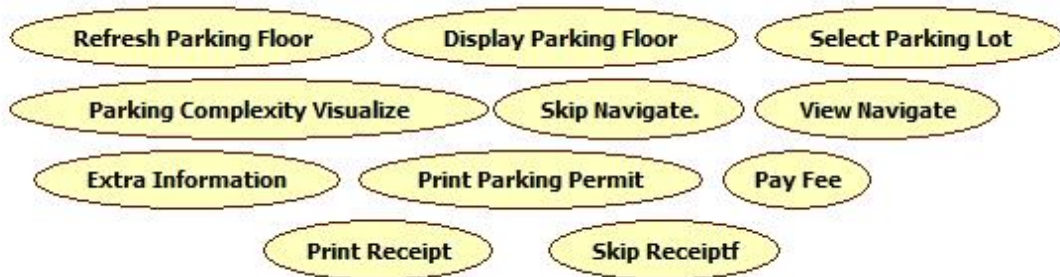 Refresh Parking Floor Display Parking Floor Select Parking Lot
Parking Complexity Visualize Skip Navigate. View Navigate
Extra Information Print Parking Permit Pay Fee
Print Receipt Skip Receiptf